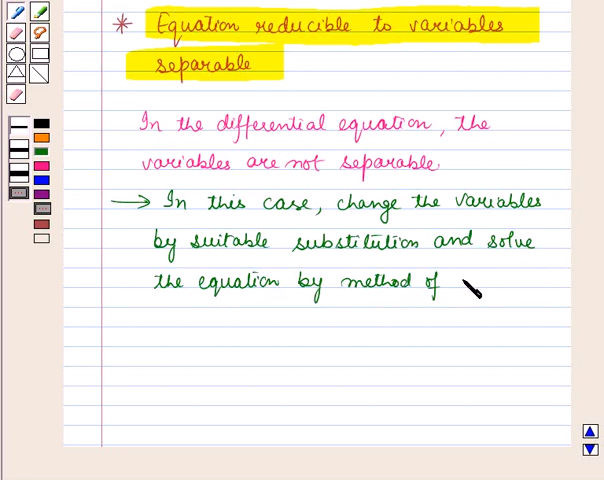 * Equation reducible to variables
separable
In the differential equation, the
variables are not separable.
→ In this case, change the variables
by suitable substitution and solve
the equation by method of